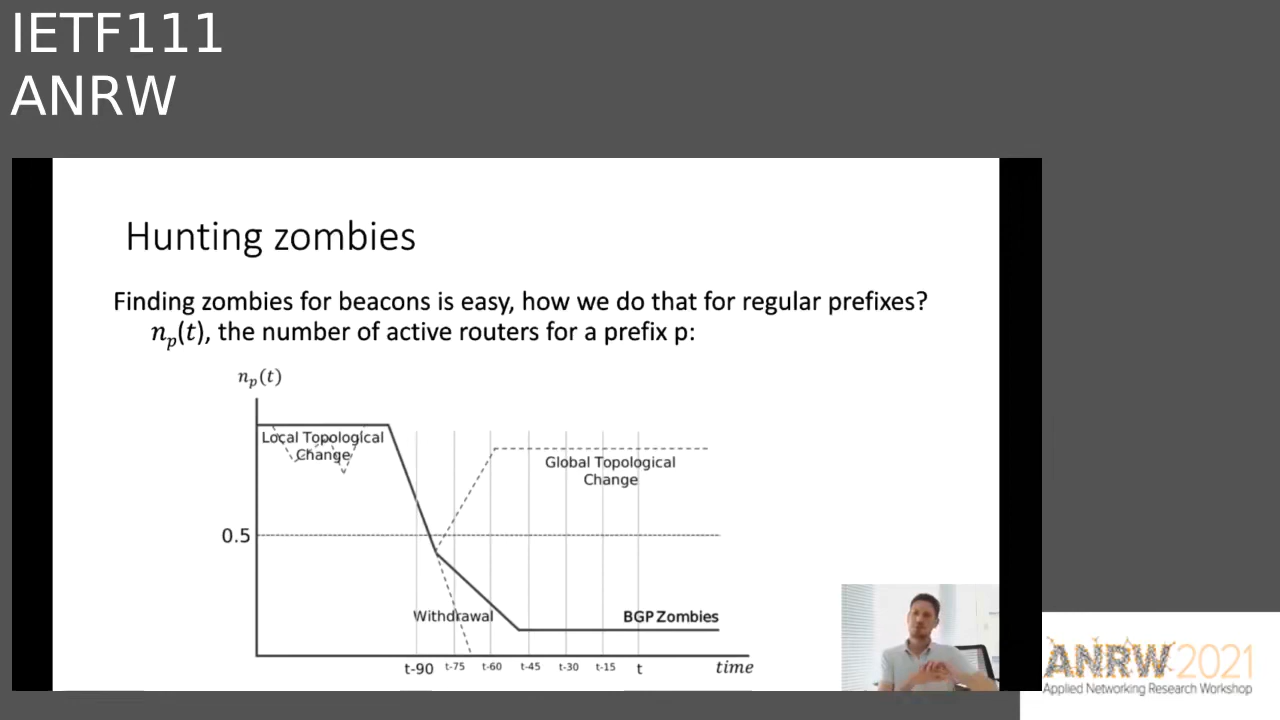 IETF111
ANRW
Hunting zombies
Finding zombies for beacons is easy, how we do that for regular prefixes?
n_p(t), the number of active routers for a prefix p:
n_p(t)
Local Topological
Change
Global Topological
Change
0.5
Withdrawal
BGP Zombies
t-90 t-75 t-60 t-45 t-30 t-15 t time
ANRW 2021
Applied Networking Research Workshop